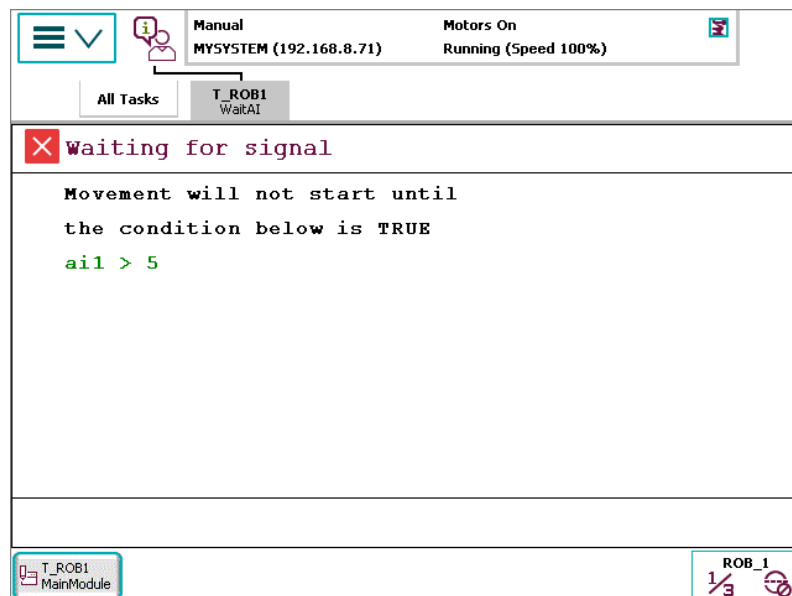 Manual Motors On
MYSYSTEM (192.168.8.71) Running (Speed 100%)
All Tasks
T_ROB1
WaitAI
Waiting for signal
Movement will not start until
the condition below is TRUE
ai1 > 5
T_ROB1
MainModule
ROB_1
1/3